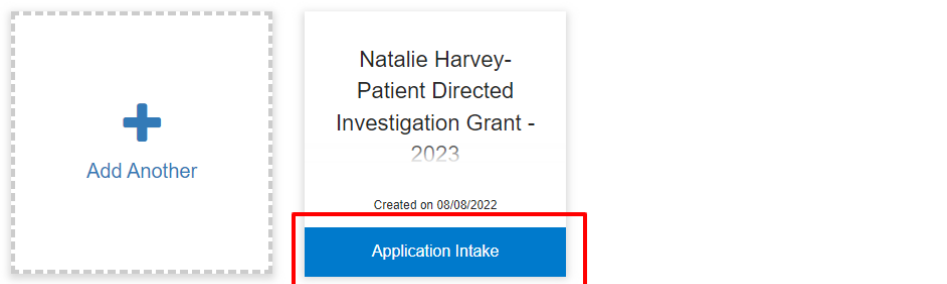 Add Another
Natalie Harvey-
Patient Directed
Investigation Grant -
2023
Created on 08/08/2022
Application Intake